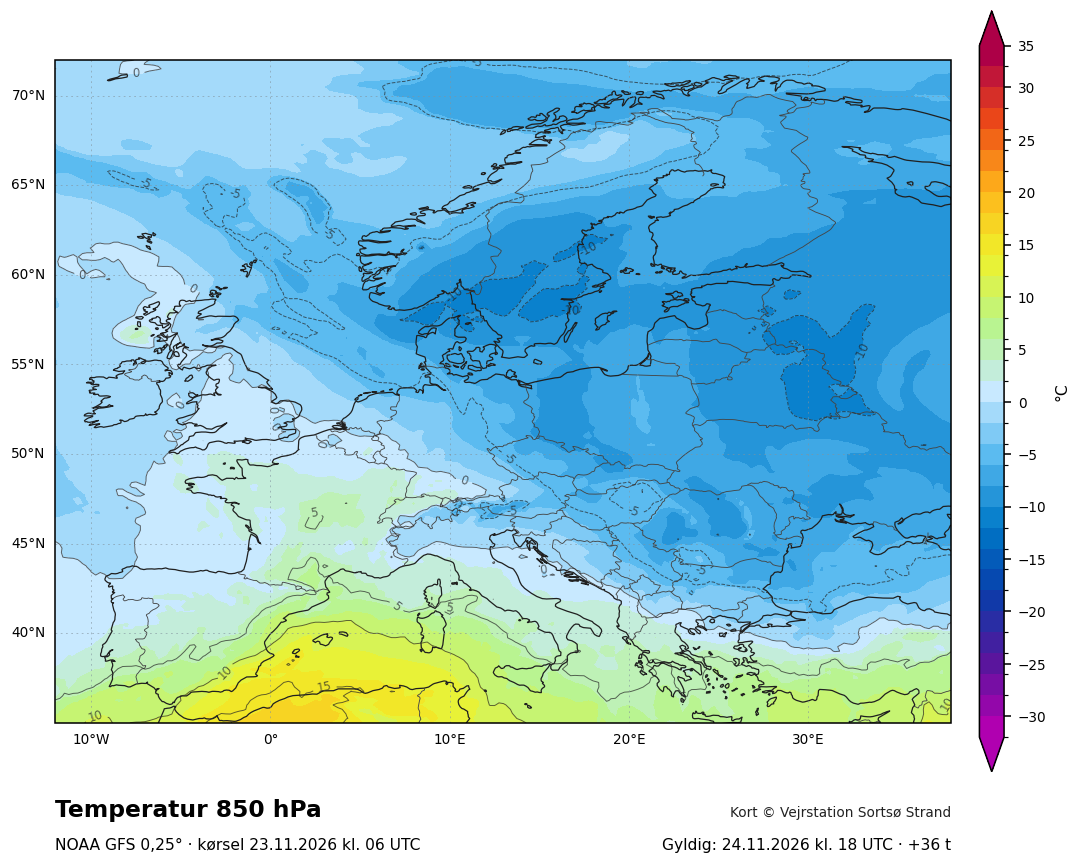 70°N
65°N
60°N
55°N
50°N
45°N
40°N
10°W
0°
10°E
20°E
30°E
35
30
25
20
15
10
5
0
−5
−10
−15
−20
−25
−30
°C
Temperatur 850 hPa
Kort © Vejrstation Sortsø Strand
NOAA GFS 0,25° · kørsel 23.11.2026 kl. 06 UTC
Gyldig: 24.11.2026 kl. 18 UTC · +36 t